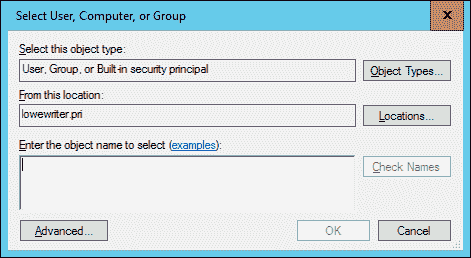 Select User, Computer, or Group
x
Select this object type:
User, Group, or Built-in security principal
Object Types...
From this location:
lowewriter.pri
Locations...
Enter the object name to select (examples):
Check Names
Advanced...
OK
Cancel